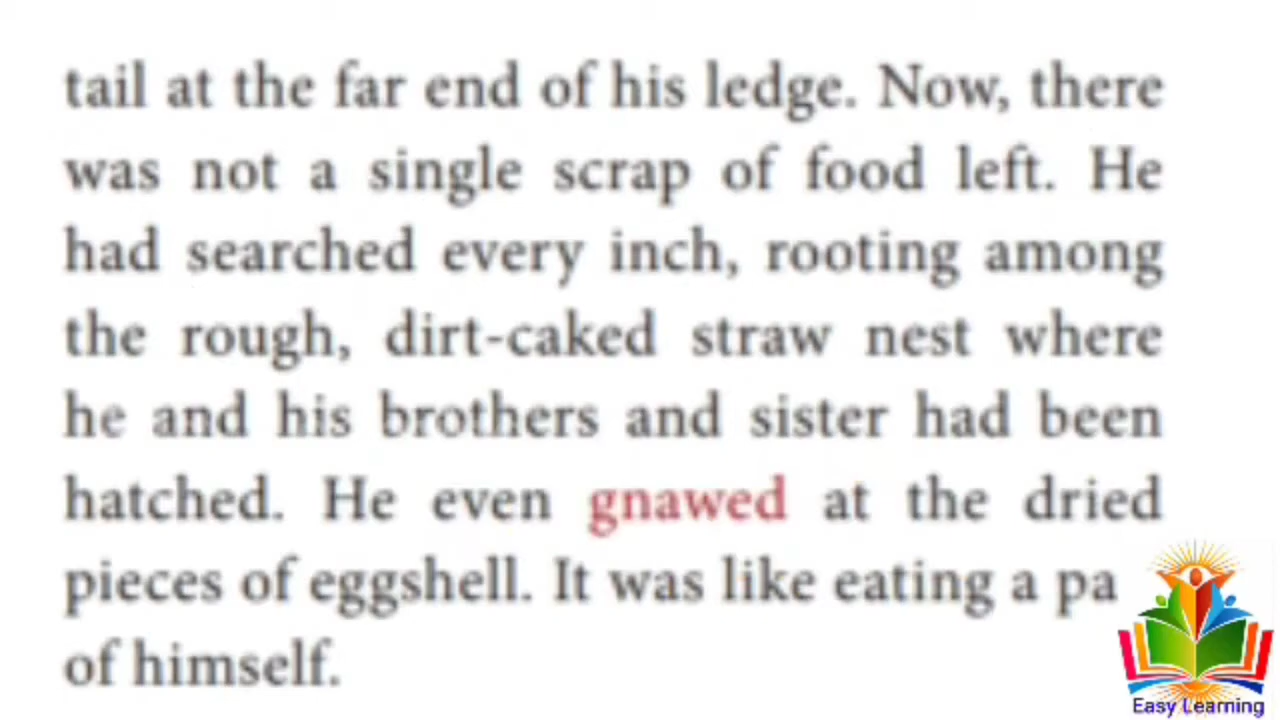 tail at the far end of his ledge. Now, there
was not a single scrap of food left. He
had searched every inch, rooting among
the rough, dirt-caked straw nest where
he and his brothers and sister had been
hatched. He even gnawed at the dried
pieces of eggshell. It was like eating a pa
of himself.
Easy Learning